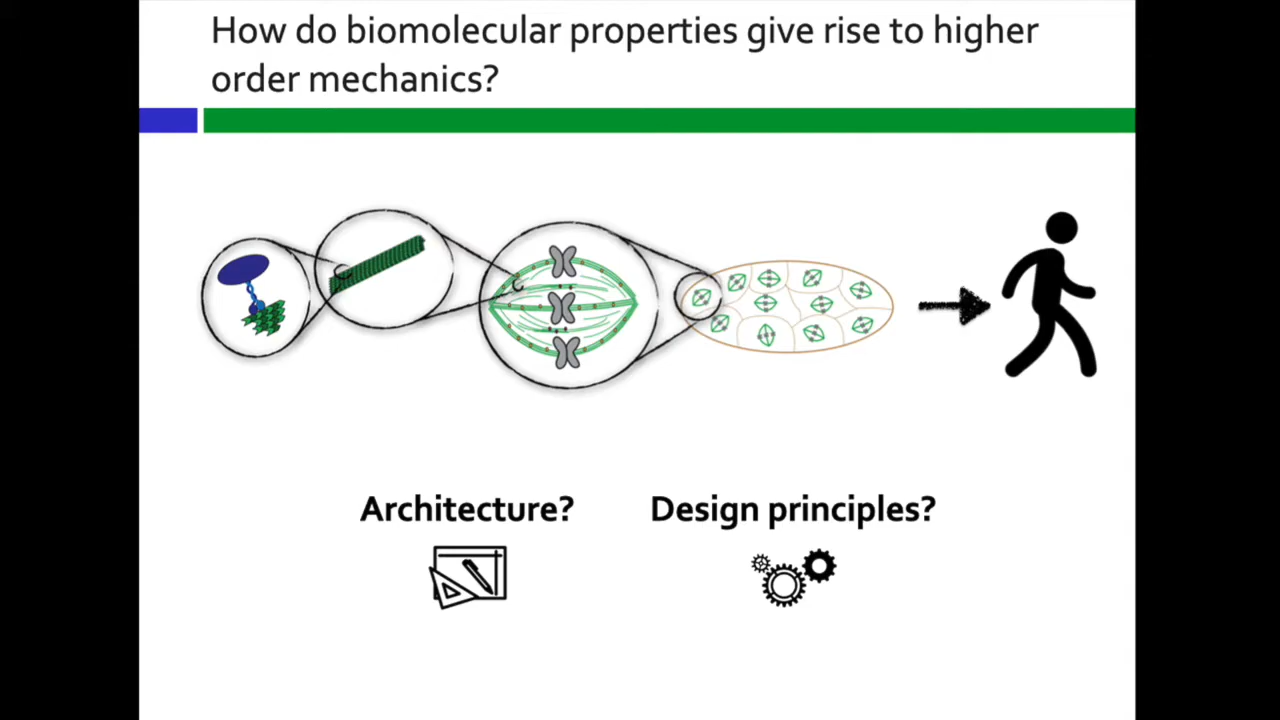 How do biomolecular properties give rise to higher
order mechanics?
Architecture?
Design principles?